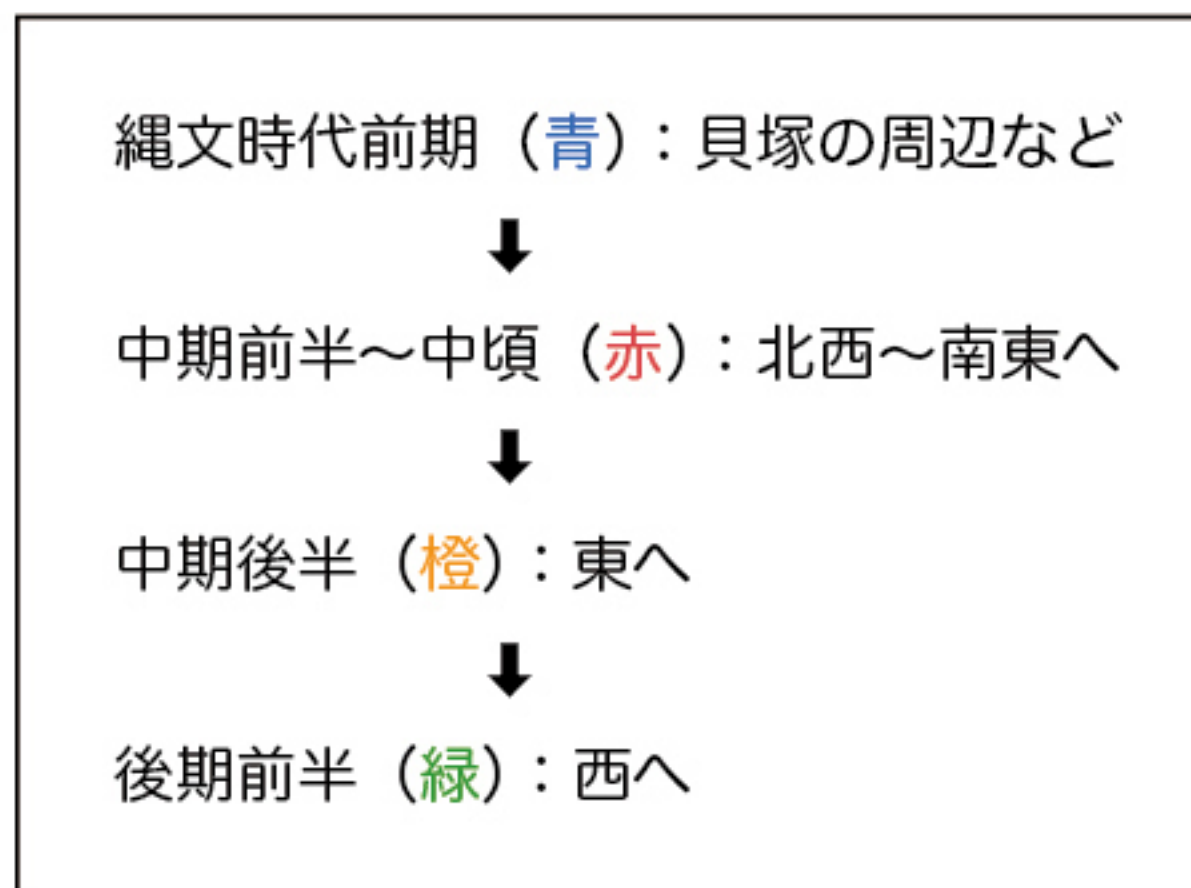 縄文時代前期（青）：貝塚の周辺など
⬇
中期前半～中頃（赤）：北西～南東へ
⬇
中期後半（橙）：東へ
⬇
後期前半（緑）：西へ